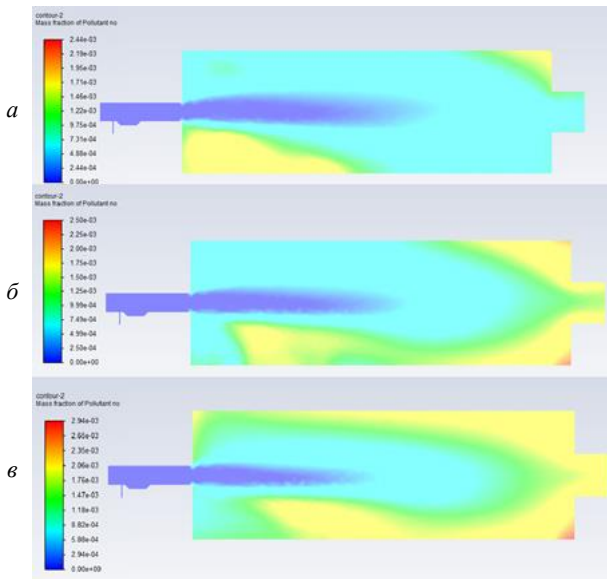 contour-2
Mass fraction of Pollutant no
2.44e-03
2.19e-03
1.95e-03
1.71e-03
1.46e-03
1.22e-03
9.75e-04
7.31e-04
4.88e-04
2.44e-04
0.00e+00
а
contour-2
Mass fraction of Pollutant no
2.50e-03
2.25e-03
2.00e-03
1.75e-03
1.50e-03
1.25e-03
9.99e-04
7.49e-04
4.99e-04
2.50e-04
0.00e+00
б
contour-2
Mass fraction of Pollutant no
2.94e-03
2.65e-03
2.35e-03
2.06e-03
1.76e-03
1.47e-03
1.18e-03
8.82e-04
5.88e-04
2.94e-04
0.00e+00
в